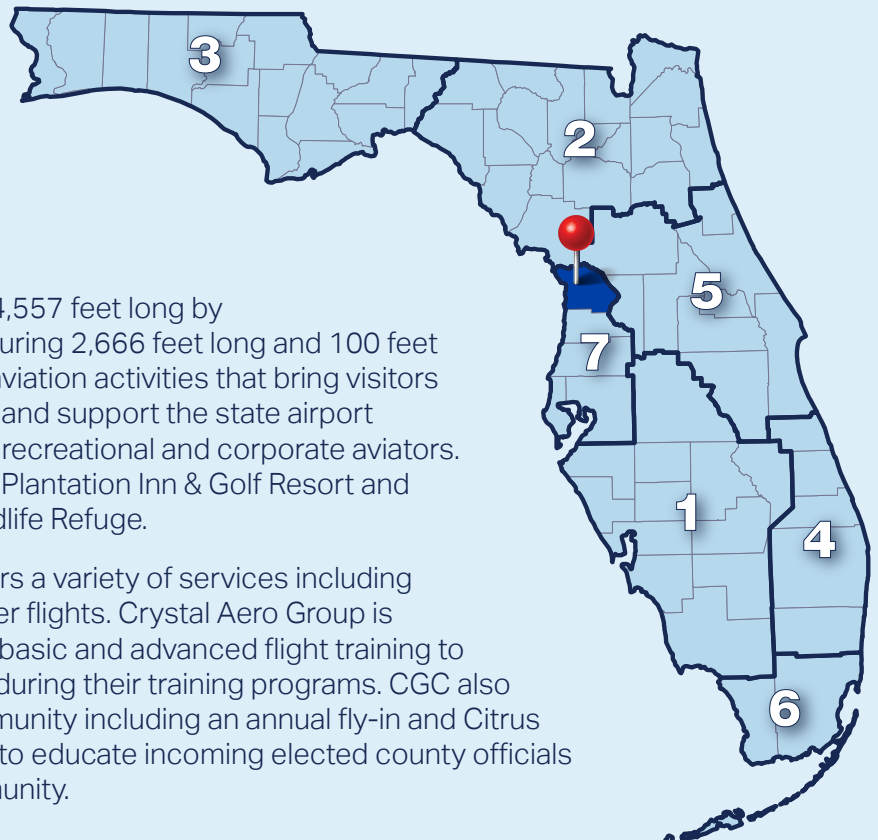 3
2
5
7
1
4
6
4,557 feet long by
uring 2,666 feet long and 100 feet
aviation activities that bring visitors
and support the state airport
recreational and corporate aviators.
Plantation Inn & Golf Resort and
dlife Refuge.
rs a variety of services including
er flights. Crystal Aero Group is
basic and advanced flight training to
during their training programs. CGC also
munity including an annual fly-in and Citrus
to educate incoming elected county officials
munity.